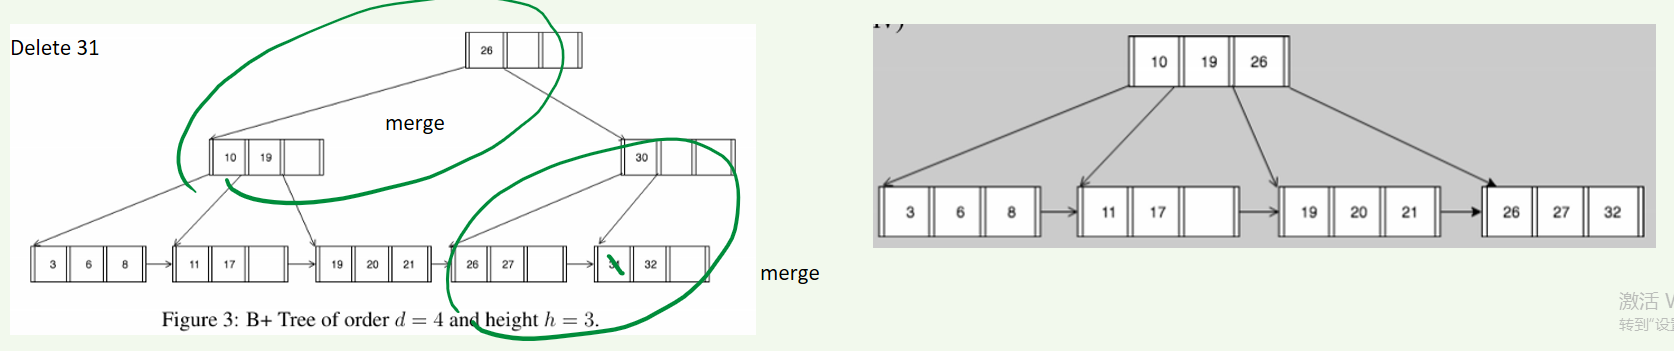 Delete 31
26
merge
10 19
30
3 6 8
11 17
19 20 21
26 27
31 32
merge
Figure 3: B+ Tree of order d = 4 and height h = 3.
10 19 26
3 6 8
11 17
19 20 21
26 27 32
激活 W
转到"设置